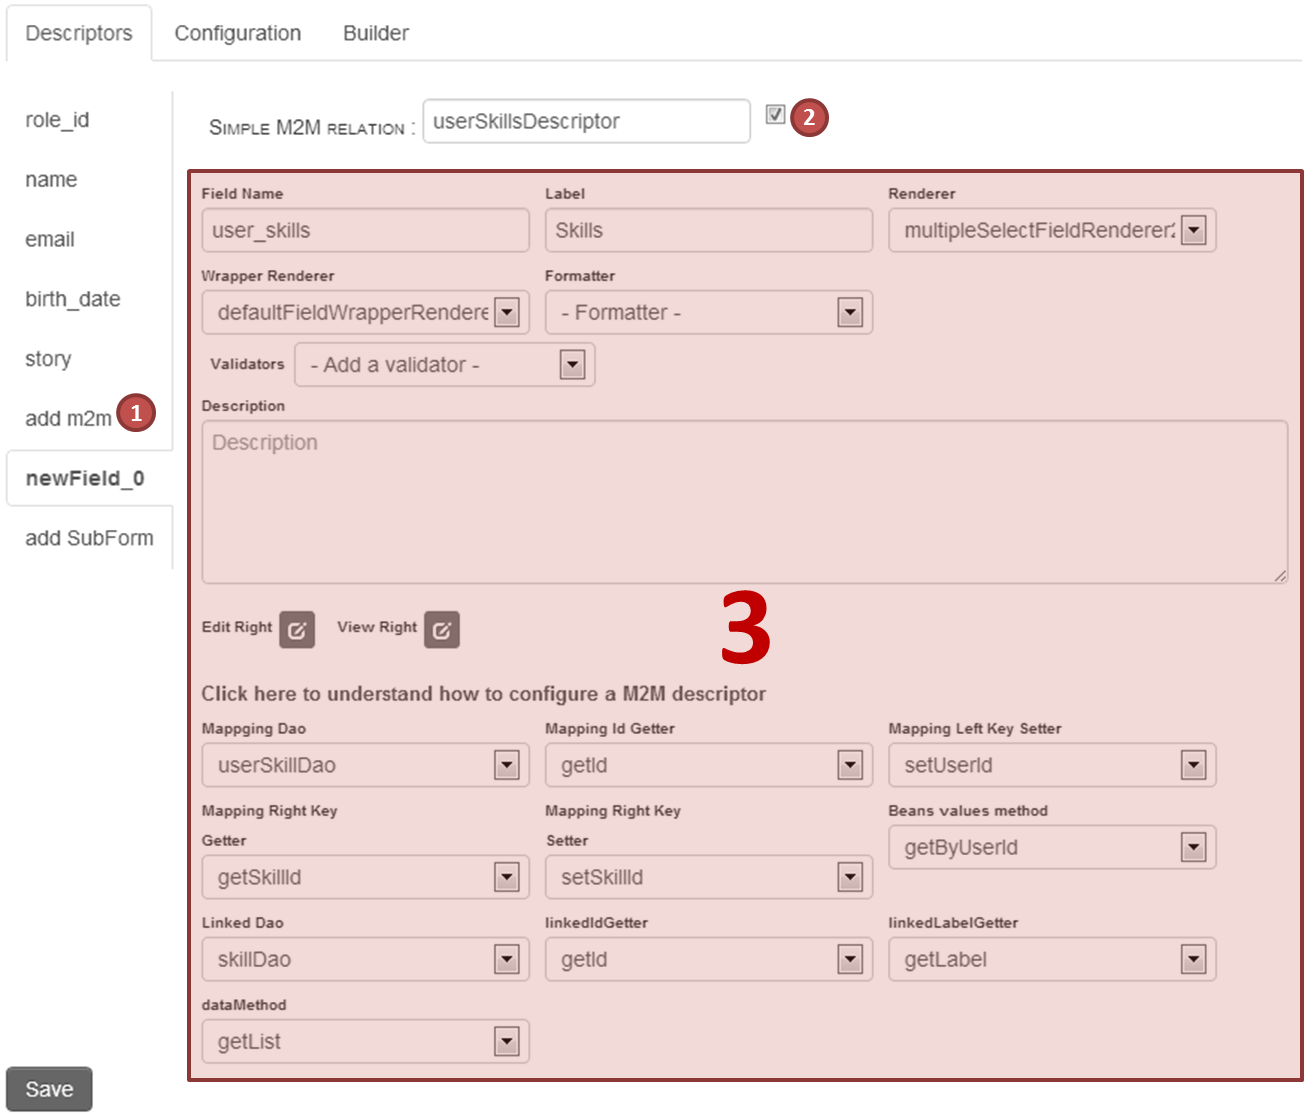 Descriptors Configuration Builder
role_id
name
email
birth_date
story
add m2m 1
newField_0
add SubForm
Simple M2M relation : userSkillsDescriptor 2
Field Name Label Renderer
user_skills Skills multipleSelectFieldRenderer
Wrapper Renderer Formatter
defaultFieldWrapperRendere - Formatter -
Validators - Add a validator -
Description
Description
3
Edit Right View Right
Click here to understand how to configure a M2M descriptor
Mappging Dao Mapping Id Getter Mapping Left Key Setter
userSkillDao getId setUserId
Mapping Right Key Mapping Right Key Beans values method
Getter Setter getByUserId
getSkillId setSkillId
Linked Dao linkedIdGetter linkedLabelGetter
skillDao getId getLabel
dataMethod
getList
Save